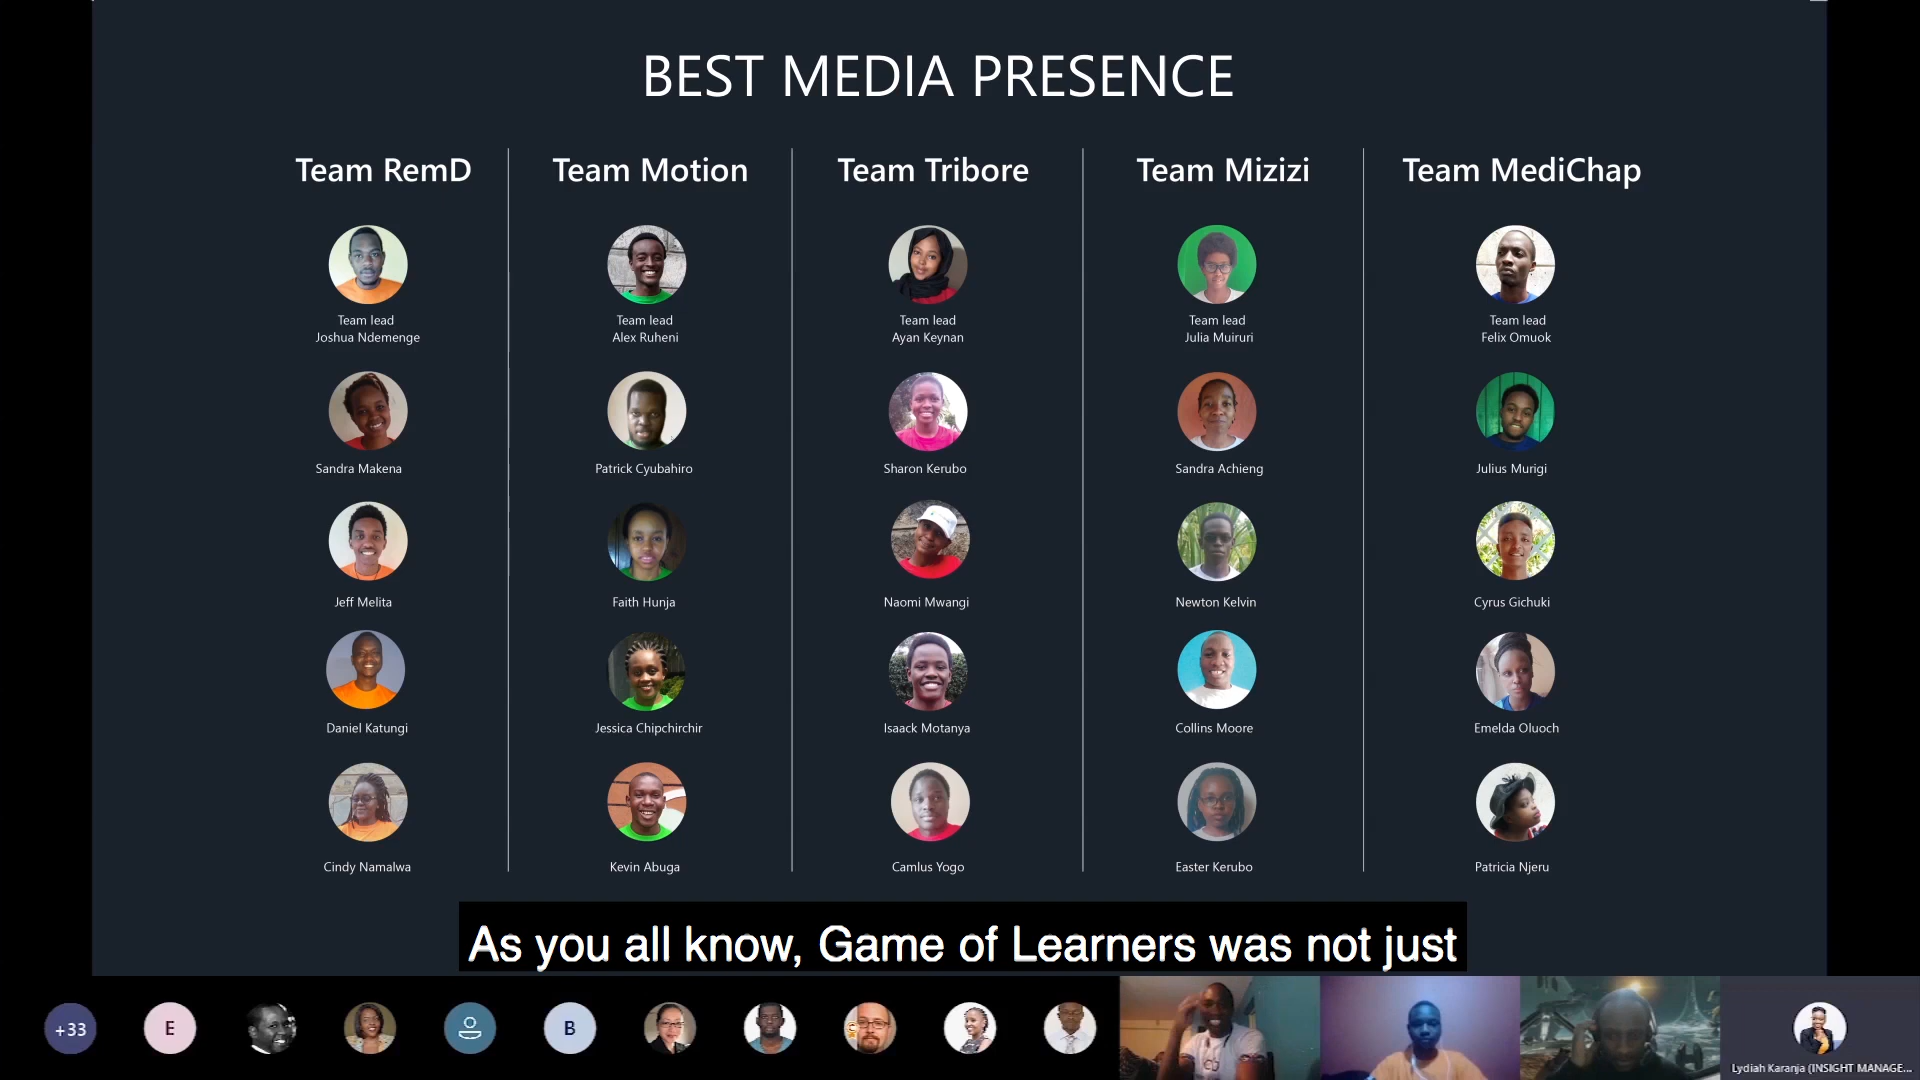 BEST MEDIA PRESENCE
Team RemD
Team lead
Joshua Ndemenge
Sandra Makena
Jeff Melita
Daniel Katungi
Cindy Namalwa
Team Motion
Team lead
Alex Ruheni
Patrick Cyubahiro
Faith Hunja
Jessica Chipchirchir
Kevin Abuga
Team Tribore
Team lead
Ayan Keynan
Sharon Kerubo
Naomi Mwangi
Isaack Motanya
Camlus Yogo
Team Mizizi
Team lead
Julia Muiruri
Sandra Achieng
Newton Kelvin
Collins Moore
Easter Kerubo
Team MediChap
Team lead
Felix Omuok
Julius Murigi
Cyrus Gichuki
Emelda Oluoch
Patricia Njeru
As you all know, Game of Learners was not just
+33
E
B
Lydiah Karanja (INSIGHT MANAGE...